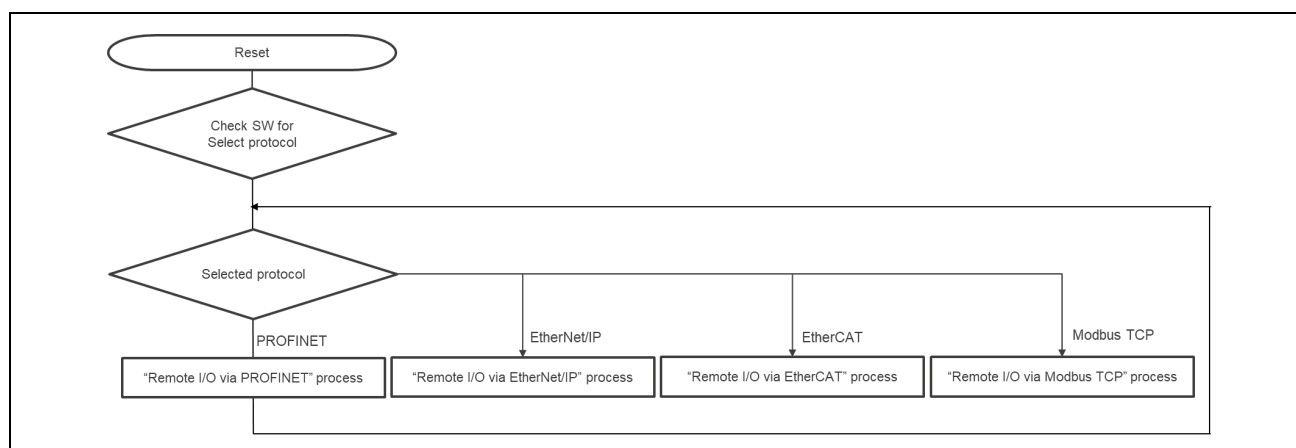 Reset
Check SW for
Select protocol
Selected protocol
PROFINET
EtherNet/IP
EtherCAT
Modbus TCP
“Remote I/O via PROFINET” process
“Remote I/O via EtherNet/IP” process
“Remote I/O via EtherCAT” process
“Remote I/O via Modbus TCP” process